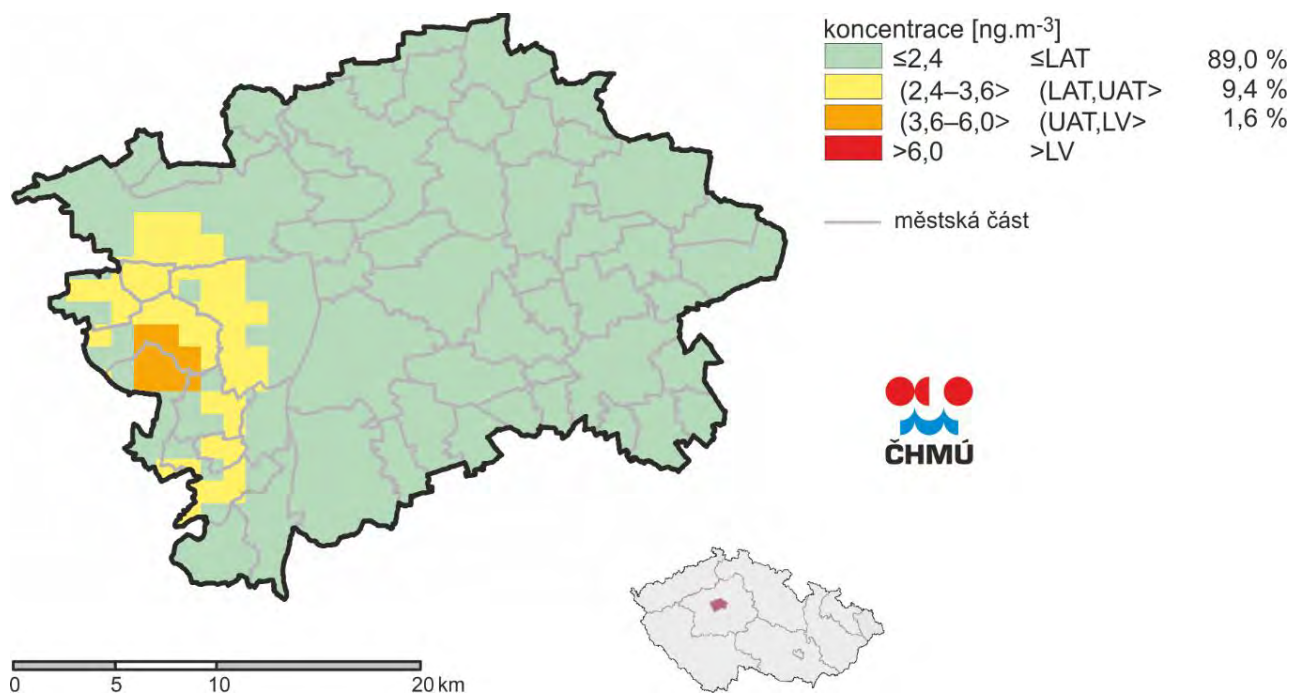 koncentrace [ng.m-3]
≤2,4 ≤LAT 89,0 %
(2,4–3,6> (LAT,UAT> 9,4 %
(3,6–6,0> (UAT,LV> 1,6 %
>6,0 >LV
městská část
ČHMÚ
0 5 10 20 km